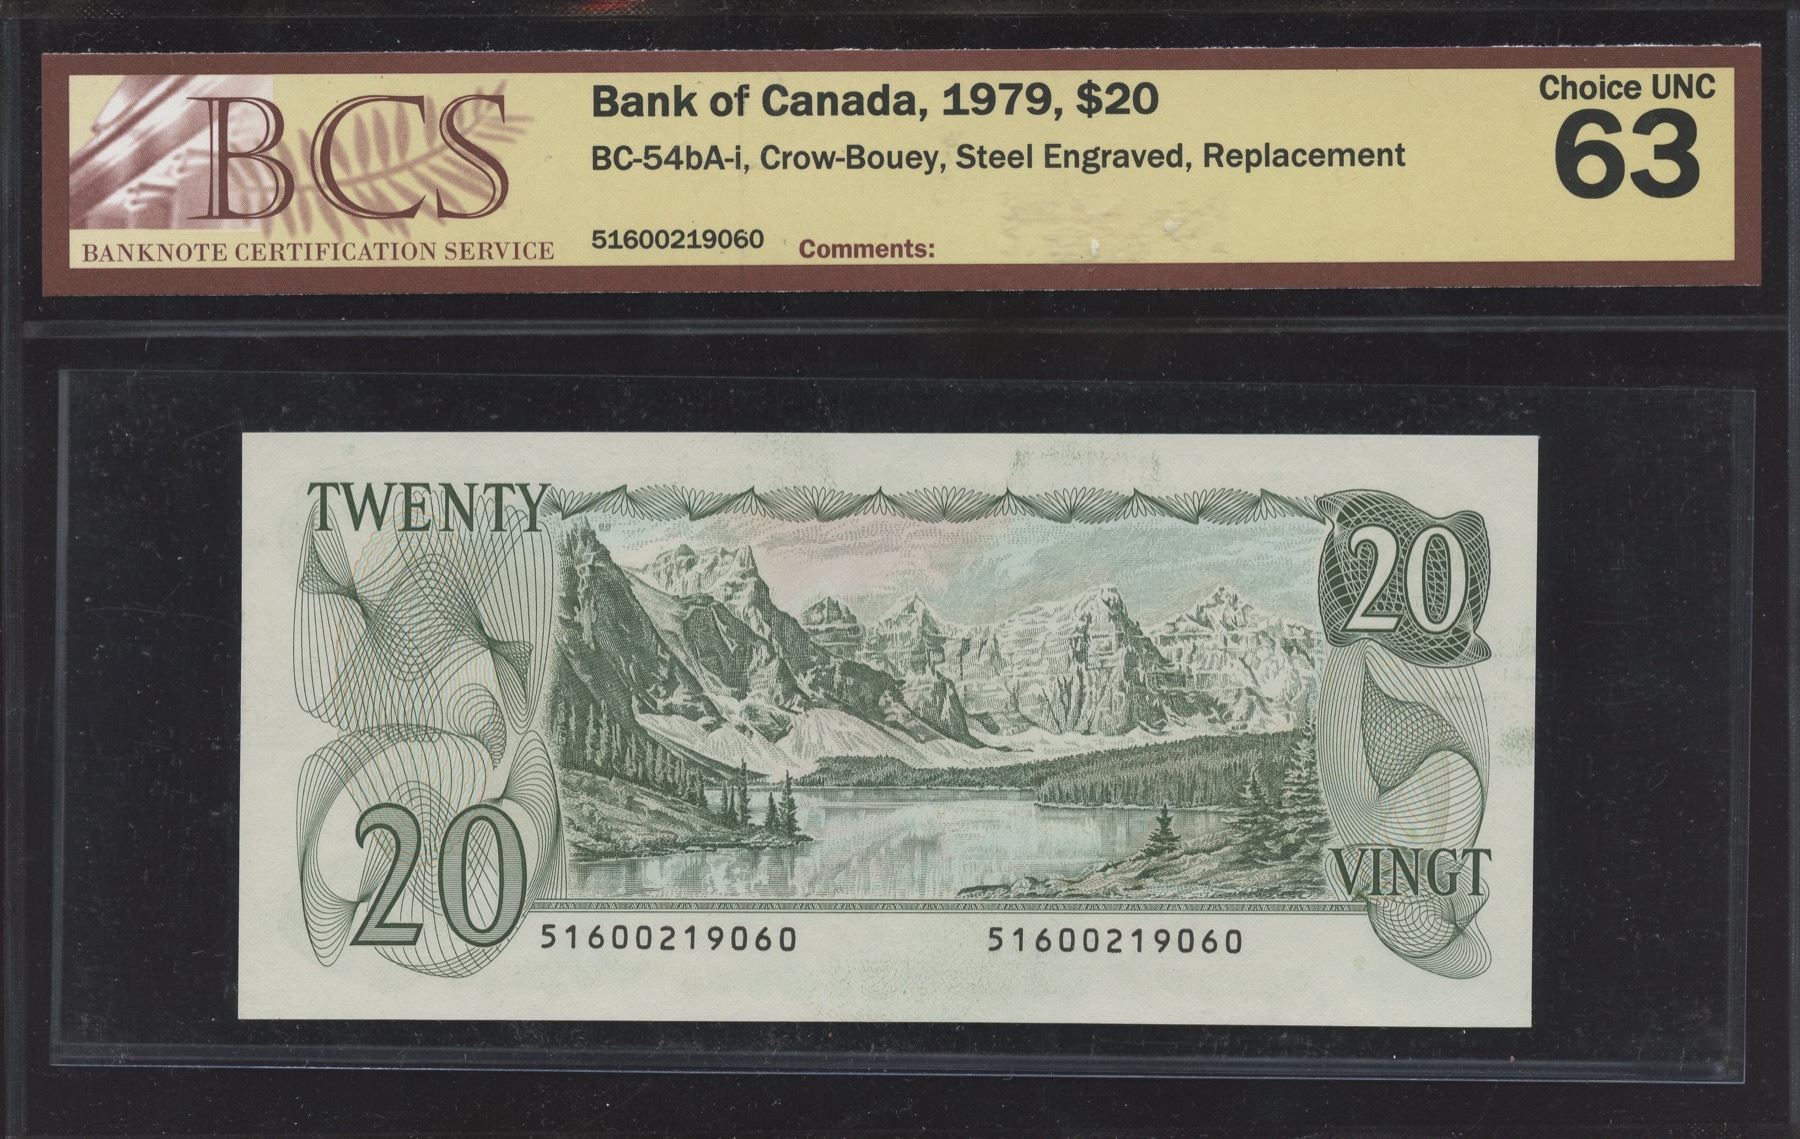 BCS
BANKNOTE CERTIFICATION SERVICE
Bank of Canada, 1979, $20
BC-54bA-i, Crow-Bouey, Steel Engraved, Replacement
51600219060
Comments:
Choice UNC
63
TWENTY
20
20
VINGT
51600219060
51600219060